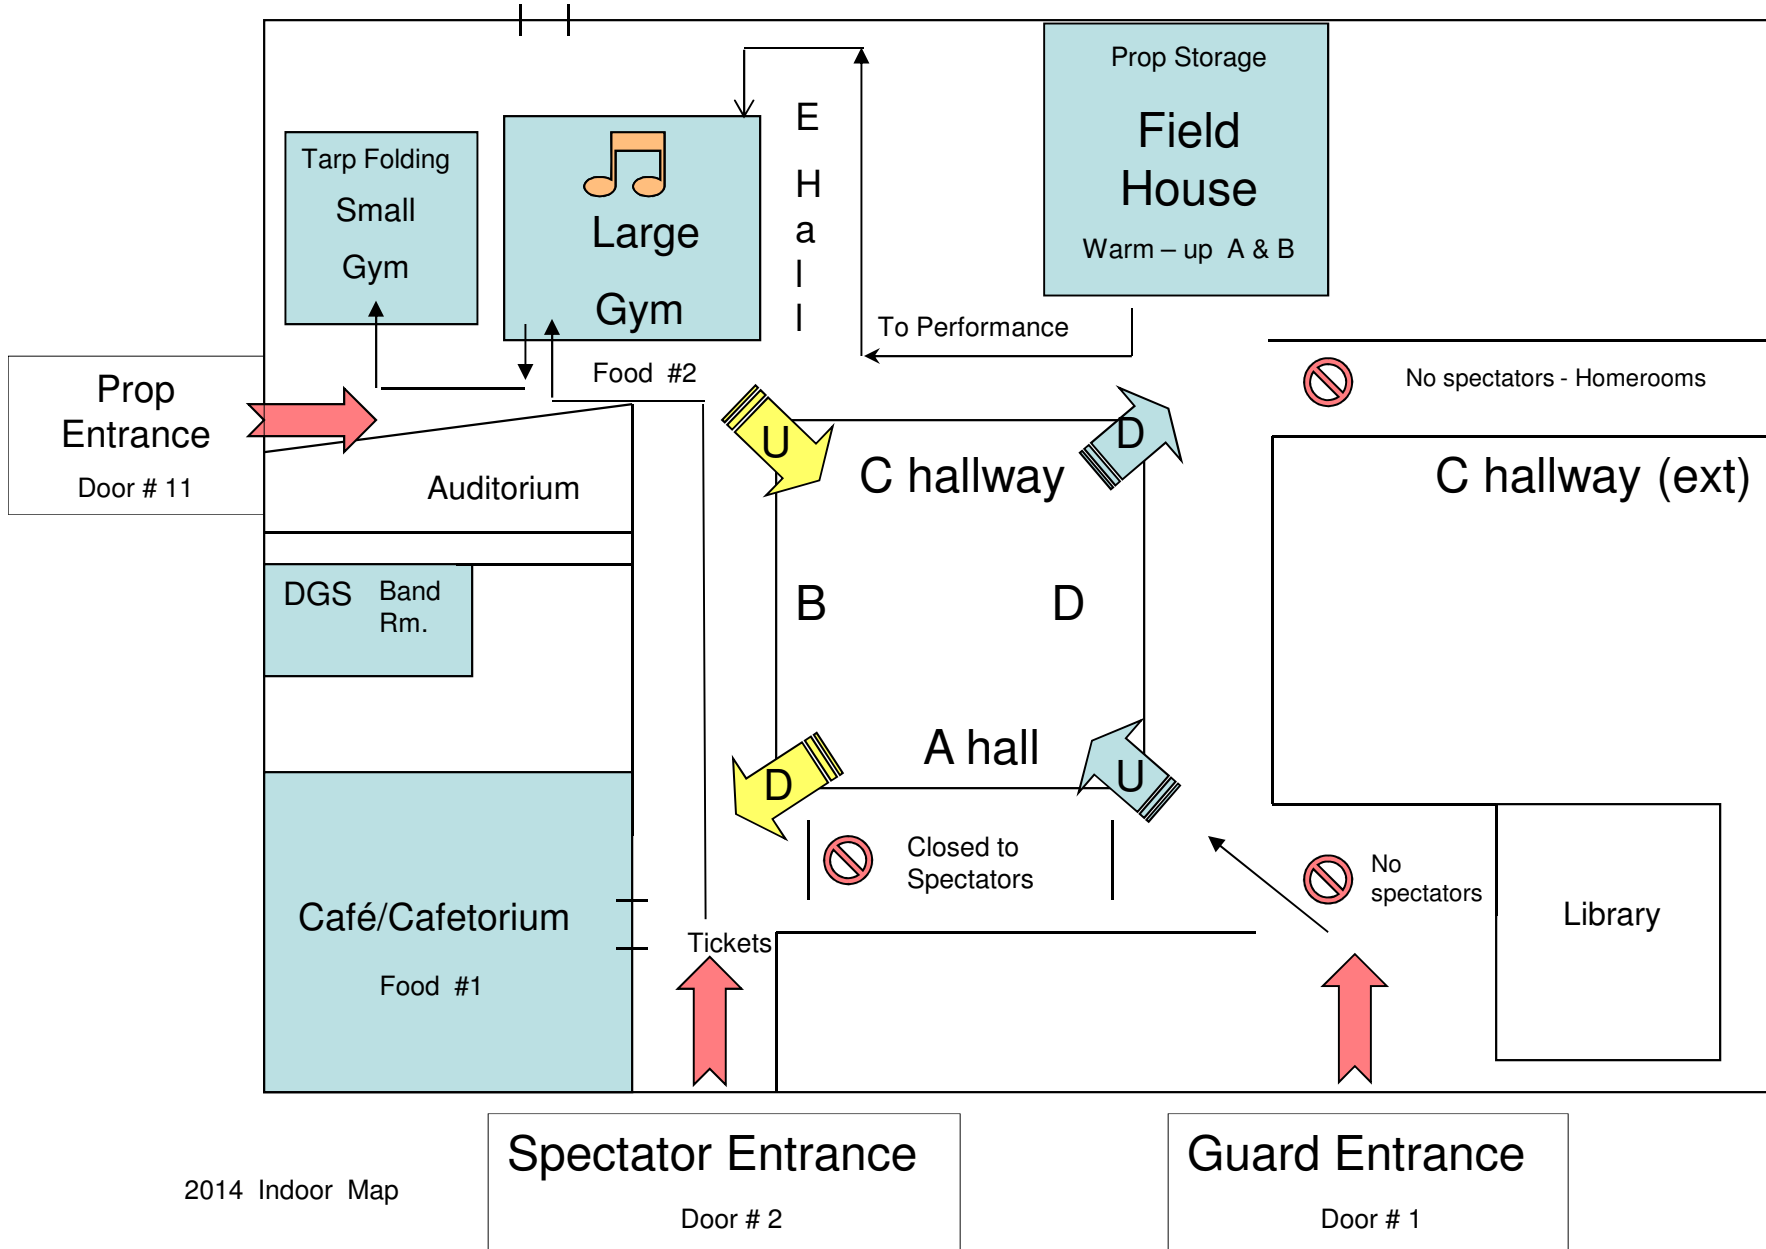 Prop Storage
Field
House
Warm – up A & B
E
H
a
l
l
Tarp Folding
Small
Gym
Large
Gym
To Performance
Food #2
No spectators - Homerooms
Prop
Entrance
Door # 11
U
D
C hallway
C hallway (ext)
Auditorium
DGS
Band
Rm.
B
D
A hall
D
U
Closed to
Spectators
No
spectators
Café/Cafetorium
Food #1
Library
Tickets
Spectator Entrance
Door # 2
Guard Entrance
Door # 1
2014 Indoor Map